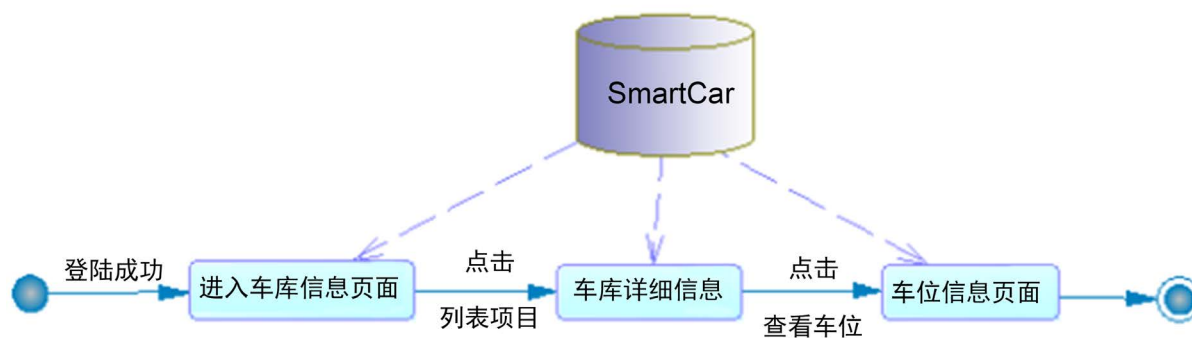 SmartCar
登陆成功
进入车库信息页面
点击
列表项目
车库详细信息
点击
查看车位
车位信息页面